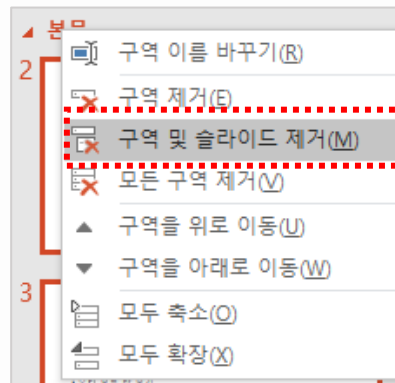 본문
2
구역 이름 바꾸기(R)
구역 제거(E)
구역 및 슬라이드 제거(M)
모든 구역 제거(V)
구역을 위로 이동(U)
구역을 아래로 이동(W)
3
모두 축소(O)
모두 확장(X)